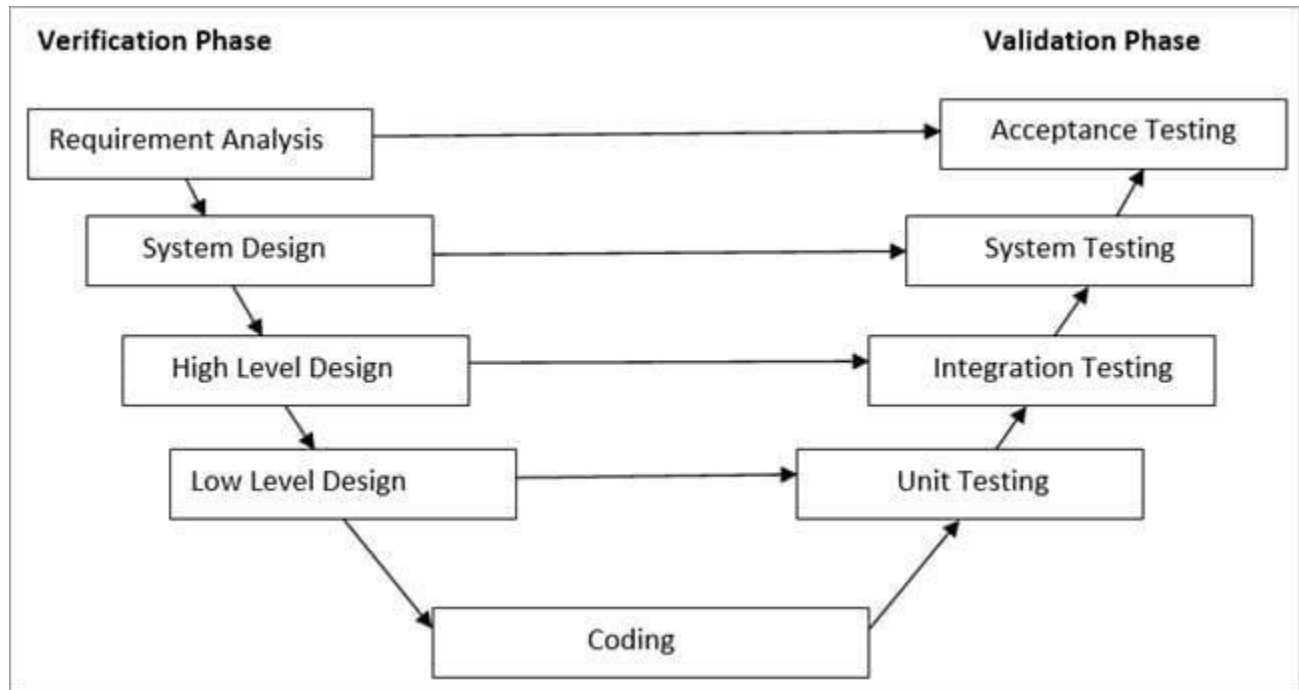 Verification Phase
Validation Phase
Requirement Analysis
Acceptance Testing
System Design
System Testing
High Level Design
Integration Testing
Low Level Design
Unit Testing
Coding